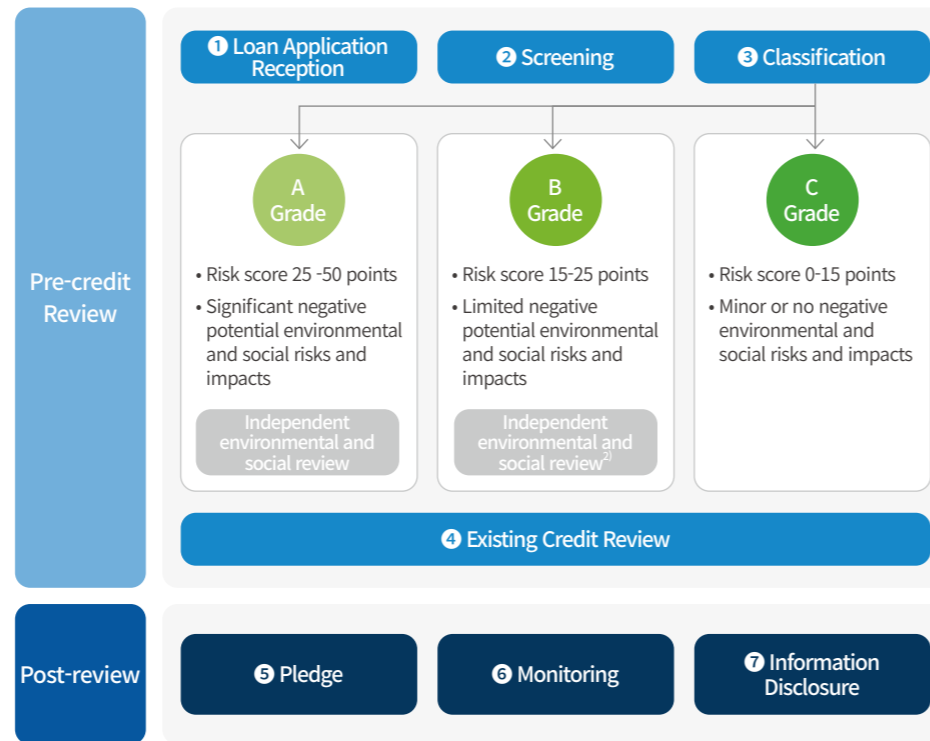 Pre-credit
Review
❶ Loan Application
Reception
❷ Screening
❸ Classification
A
Grade
• Risk score 25 -50 points
• Significant negative
potential environmental
and social risks and
impacts
Independent
environmental and
social review
B
Grade
• Risk score 15-25 points
• Limited negative
potential environmental
and social risks and
impacts
Independent
environmental and
social review2)
C
Grade
• Risk score 0-15 points
• Minor or no negative
environmental and
social risks and impacts
❹ Existing Credit Review
Post-review
❺ Pledge
❻ Monitoring
❼ Information
Disclosure